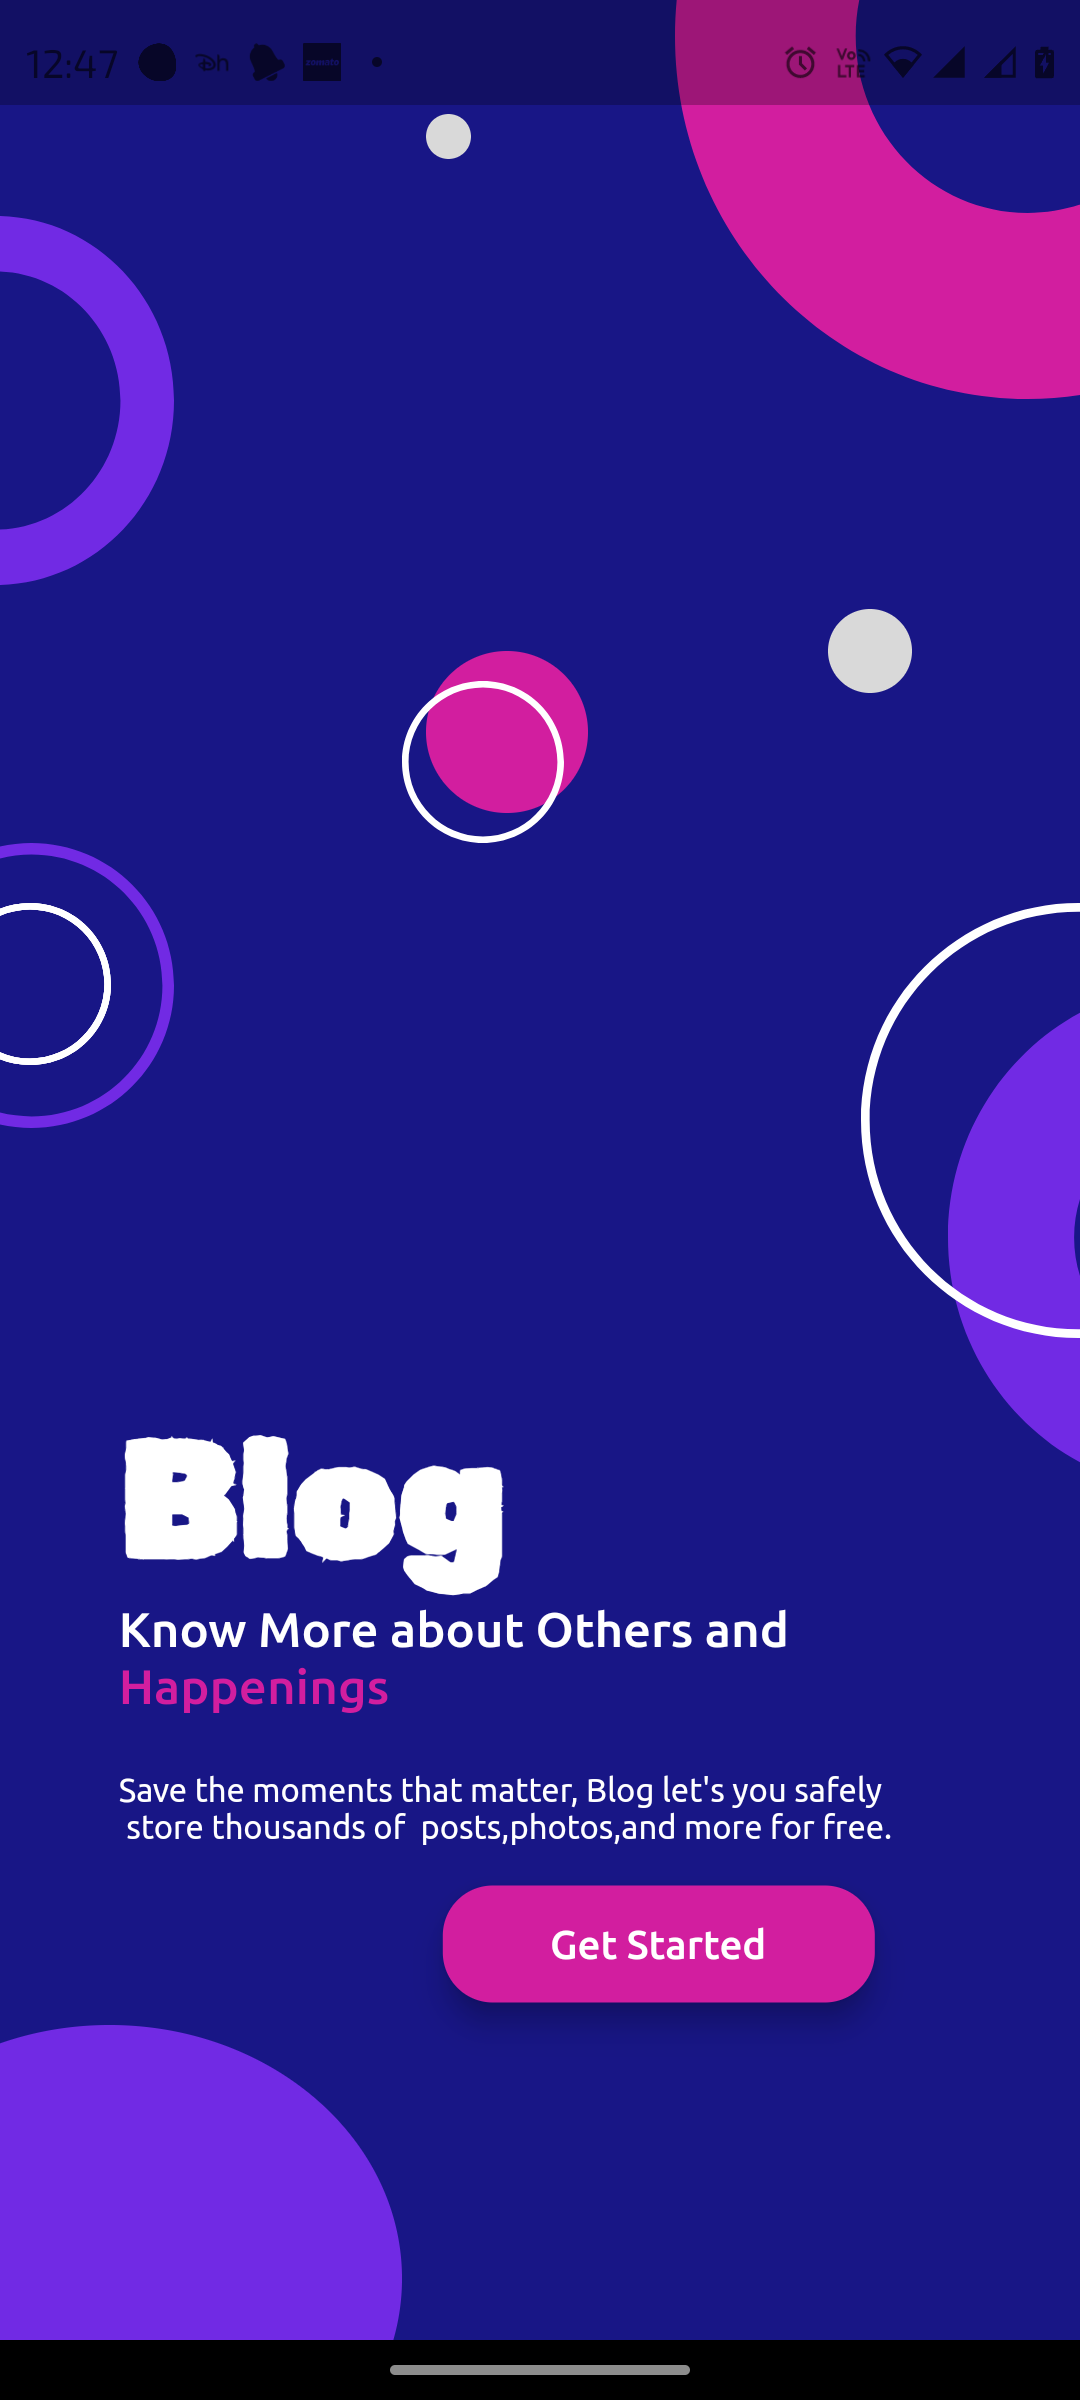 12:47
Vo
LTE
Blog
Know More about Others and
Happenings
Save the moments that matter, Blog let's you safely
store thousands of  posts,photos,and more for free.
Get Started